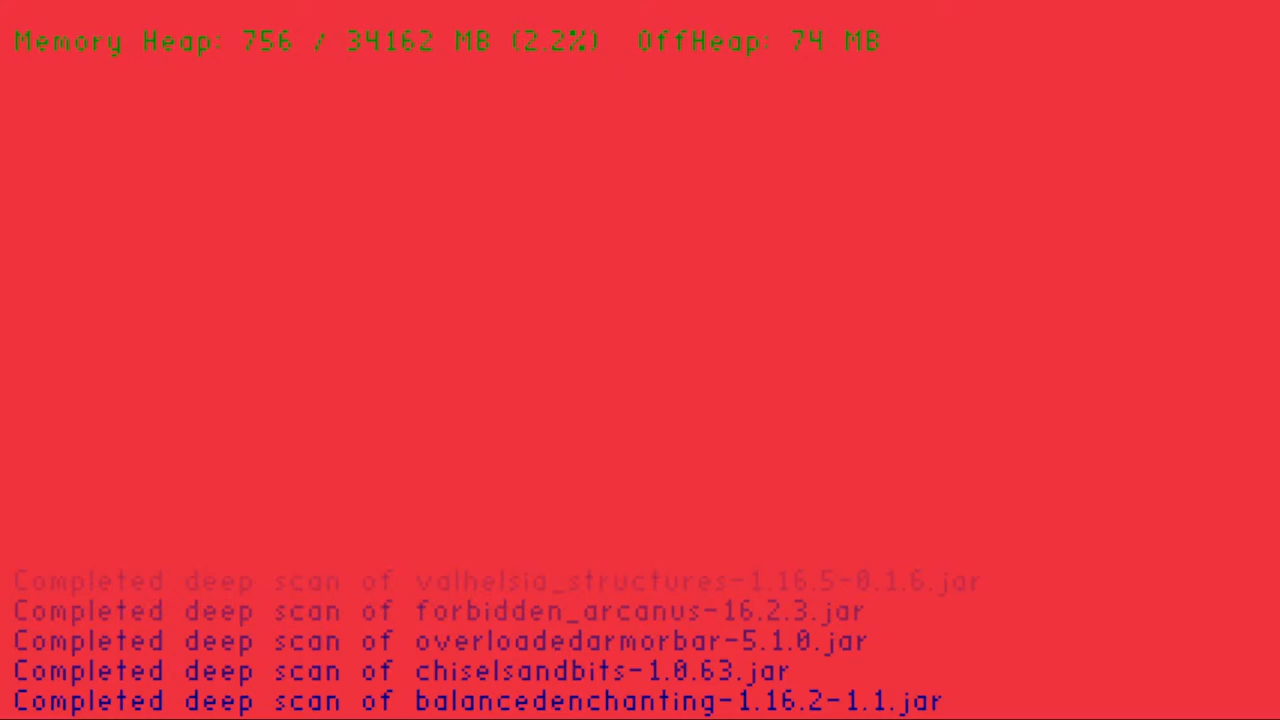 Memory Heap: 756 / 34162 MB (2.2%)  OffHeap: 74 MB
Completed deep scan of valhelsia_structures-1.16.5-0.1.6.jar
Completed deep scan of forbidden_arcanus-16.2.3.jar
Completed deep scan of overloadedarmorbar-5.1.0.jar
Completed deep scan of chiselsandbits-1.0.63.jar
Completed deep scan of balancedenchanting-1.16.2-1.1.jar